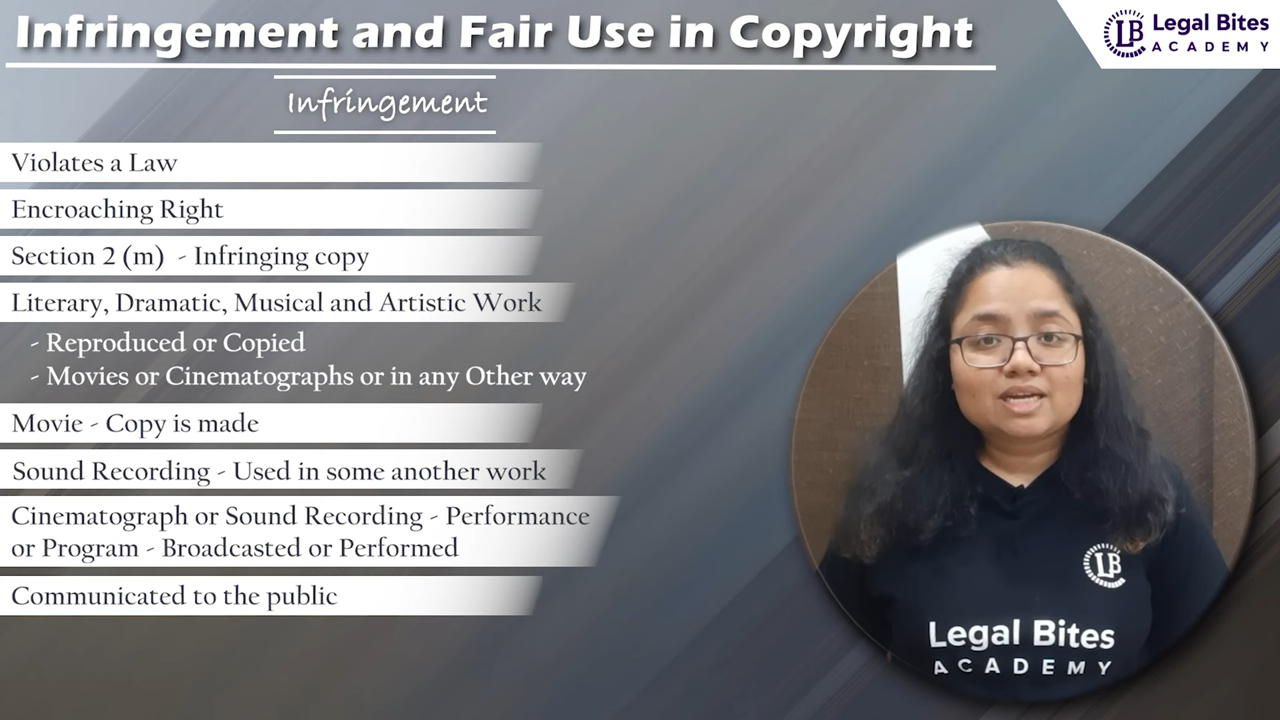 Infringement and Fair Use in Copyright
LB
Legal Bites
ACADEMY
Infringement
Violates a Law
Encroaching Right
Section 2 (m) - Infringing copy
Literary, Dramatic, Musical and Artistic Work
- Reproduced or Copied
- Movies or Cinematographs or in any Other way
Movie - Copy is made
Sound Recording - Used in some another work
Cinematograph or Sound Recording - Performance
or Program - Broadcasted or Performed
Communicated to the public
LB
Legal Bites
ACADEMY